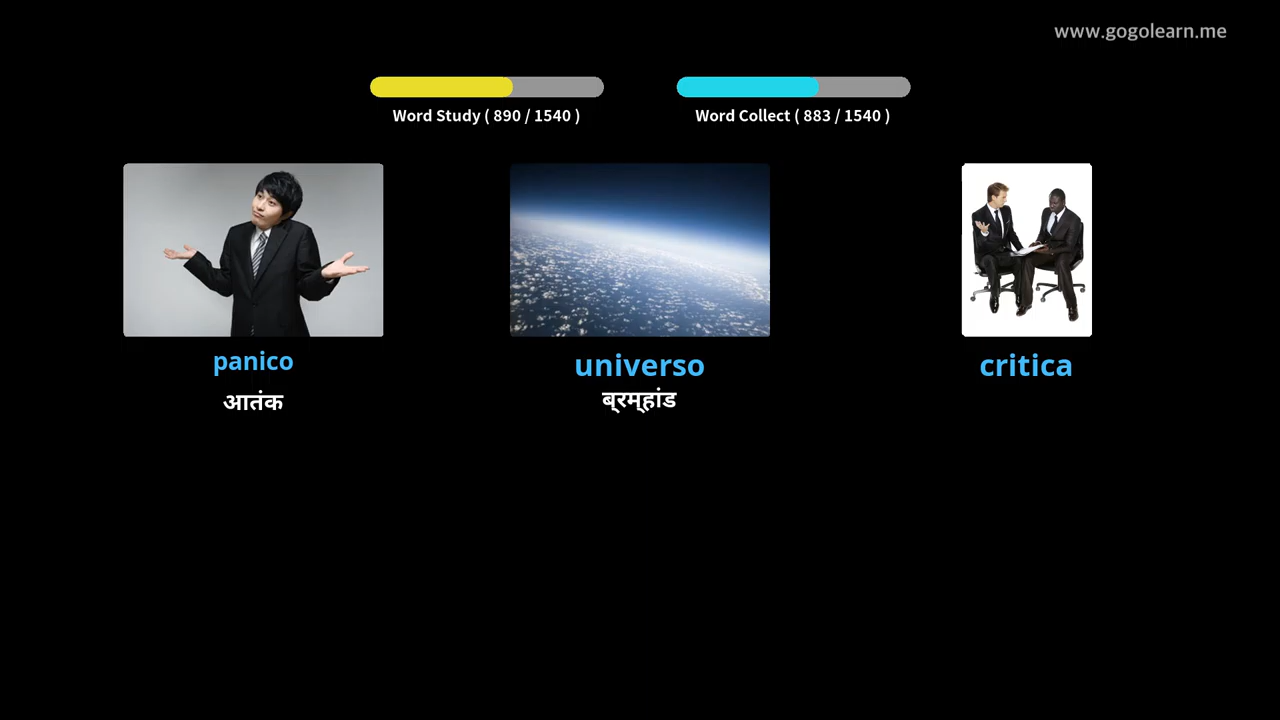 www.gogolearn.me
Word Study ( 890 / 1540 )
Word Collect ( 883 / 1540 )
panico
universo
critica
आतंक
ब्रम्हांड